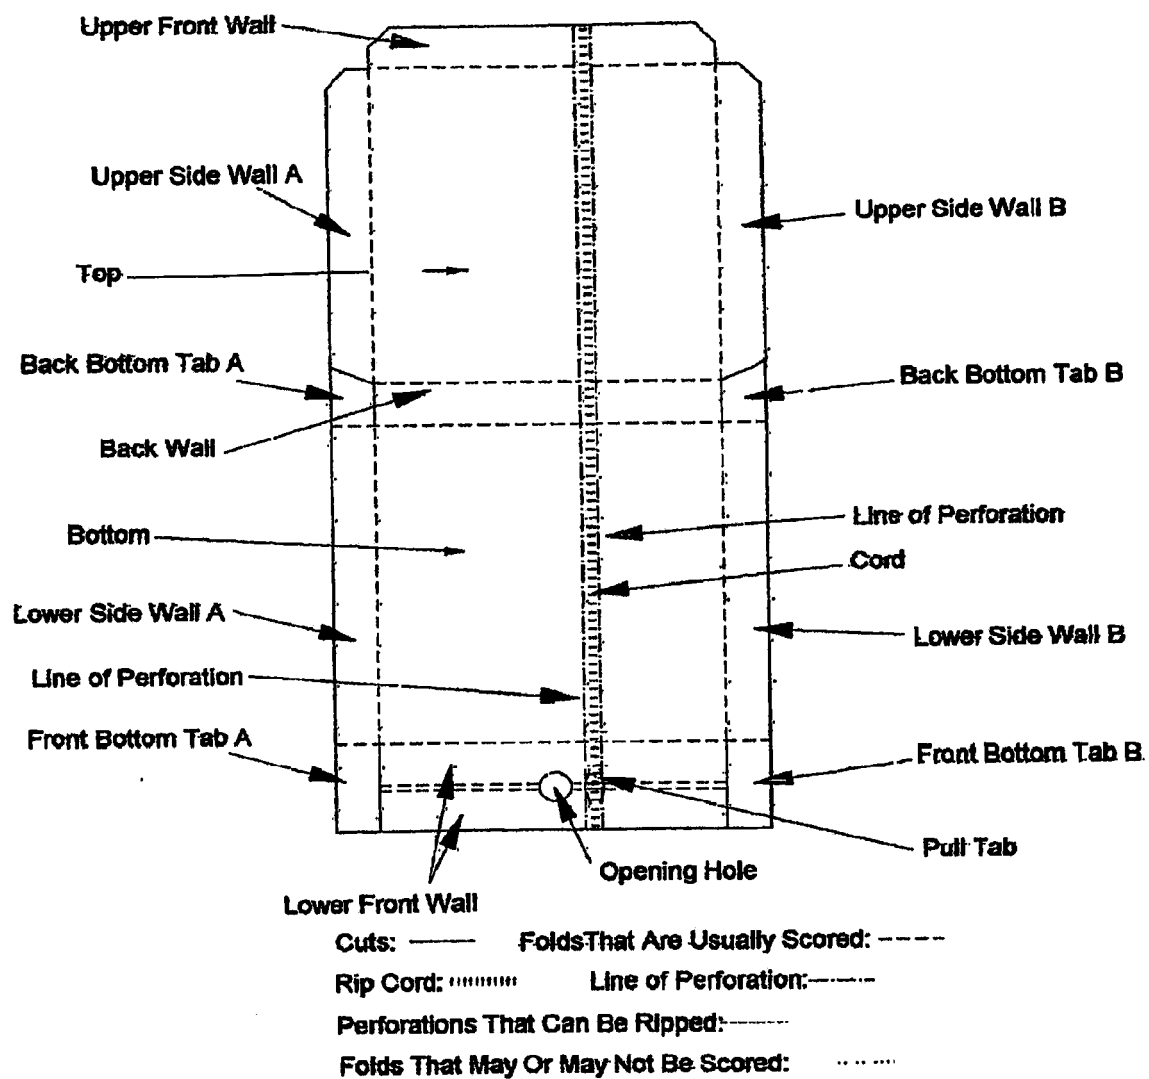 Upper Front Wall
Upper Side Wall A
Upper Side Wall B
Top
Back Bottom Tab A
Back Bottom Tab B
Back Wall
Line of Perforation
Bottom
Cord
Lower Side Wall A
Lower Side Wall B
Line of Perforation
Front Bottom Tab A
Front Bottom Tab B
Pull Tab
Opening Hole
Lower Front Wall
Cuts: FoldsThat Are Usually Scored:
Rip Cord: Line of Perforation:
Perforations That Can Be Ripped:
Folds That May Or May Not Be Scored: